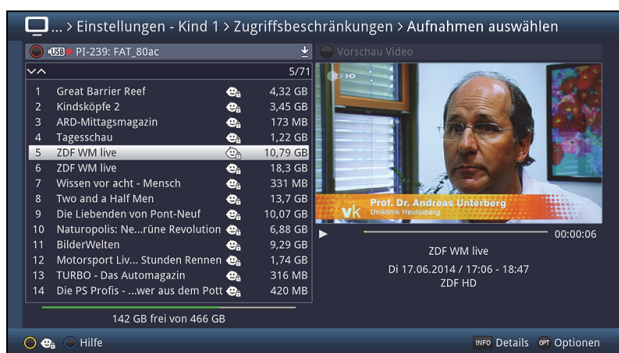 ... > Einstellungen - Kind 1 > Zugriffsbeschränkungen > Aufnahmen auswählen
USB PI-239: FAT_80ac
Vorschau Video
5/71
1 Great Barrier Reef 4,32 GB
2 Kindsköpfe 2 3,45 GB
3 ARD-Mittagsmagazin 173 MB
4 Tagesschau 1,22 GB
5 ZDF WM live 10,79 GB
6 ZDF WM live 18,3 GB
7 Wissen vor acht - Mensch 331 MB
8 Two and a Half Men 13,7 GB
9 Die Liebenden von Pont-Neuf 10,07 GB
10 Naturopolis: Ne...rüne Revolution 6,88 GB
11 BilderWelten 9,29 GB
12 Motorsport Liv... Stunden Rennen 1,74 GB
13 TURBO - Das Automagazin 316 MB
14 Die PS Profis - ...wer aus dem Pott 420 MB
142 GB frei von 466 GB
vk
Prof. Dr. Andreas Unterberg
Uniklinik Heidelberg
00:00:06
ZDF WM live
Di 17.06.2014 / 17:06 - 18:47
ZDF HD
Hilfe
INFO Details OPT Optionen